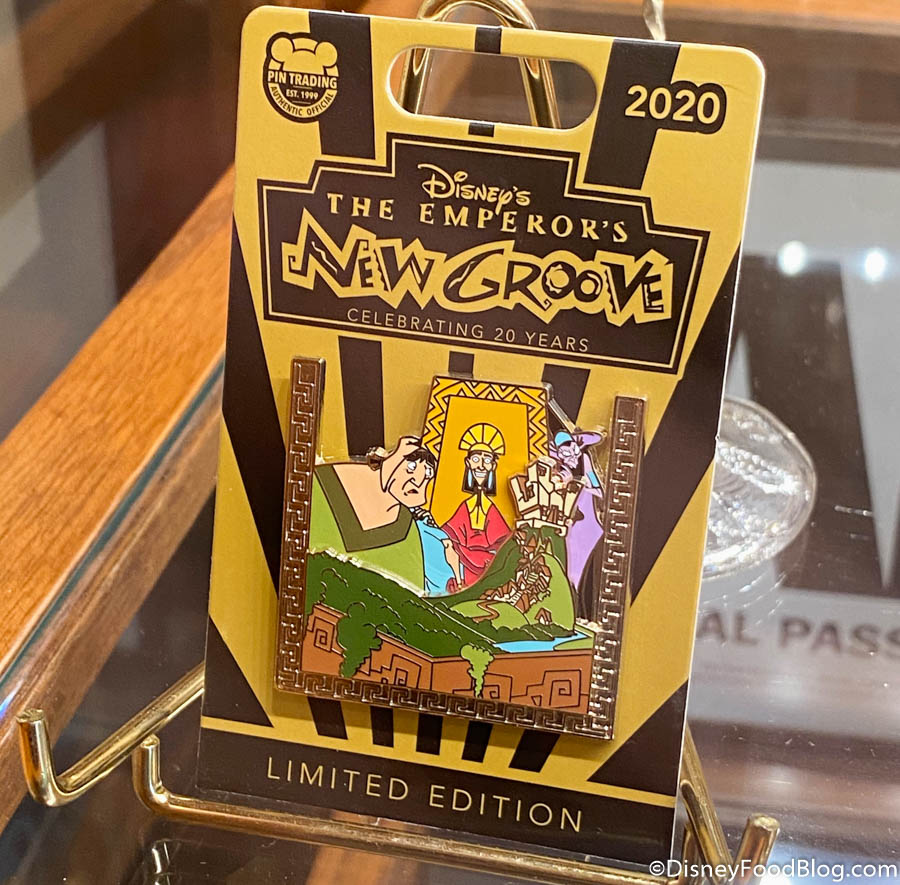 PIN TRADING
EST. 1999
AUTHENTIC OFFICIAL
2020
Disney's
THE EMPEROR'S
NEW GROOVE
CELEBRATING 20 YEARS
AL PASS
LIMITED EDITION
©DisneyFoodBlog.com